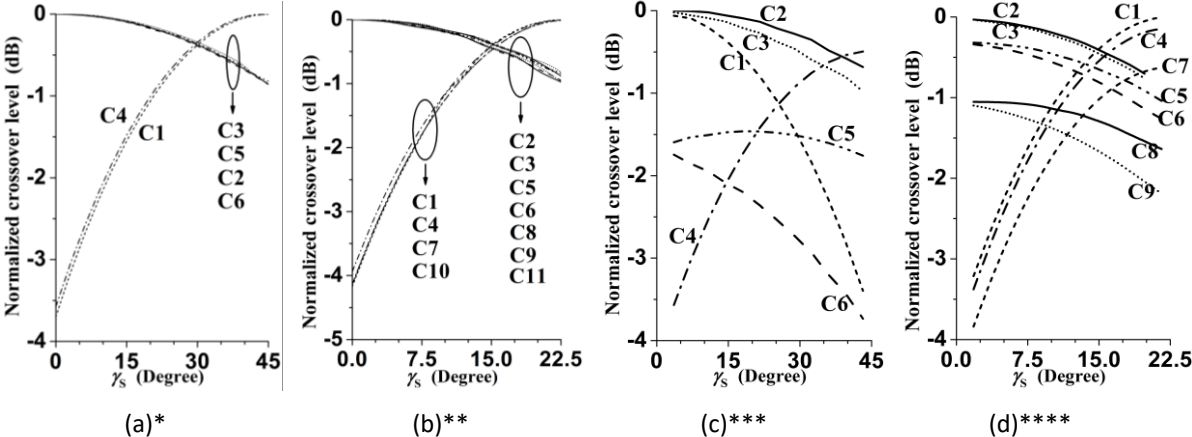 Normalized crossover level (dB)
0
-1
-2
-3
-4
C4
C1
C3
C5
C2
C6
0 15 30 45
γS (Degree)
(a)*
Normalized crossover level (dB)
0
-1
-2
-3
-4
-5
C1
C4
C7
C10
C2
C3
C5
C6
C8
C9
C11
0.0 7.5 15.0 22.5
γS (Degree)
(b)**
Normalized crossover level (dB)
0
-1
-2
-3
-4
C2
C3
C1
C5
C4
C6
0 15 30 45
γS (Degree)
(c)***
Normalized crossover level (dB)
0
-1
-2
-3
-4
C2
C3
C1
C4
C7
C5
C6
C8
C9
0.0 7.5 15.0 22.5
γS (Degree)
(d)****